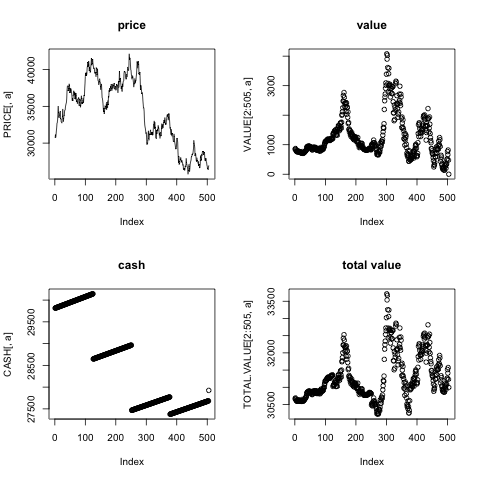 price
PRICE[, a]
30000 35000 40000
0 100 200 300 400 500
Index
value
VALUE[2:505, a]
0 1000 3000
0 100 200 300 400 500
Index
cash
CASH[, a]
27500 28500 29500
0 100 200 300 400 500
Index
total value
TOTAL.VALUE[2:505, a]
30500 32000 33500
0 100 200 300 400 500
Index